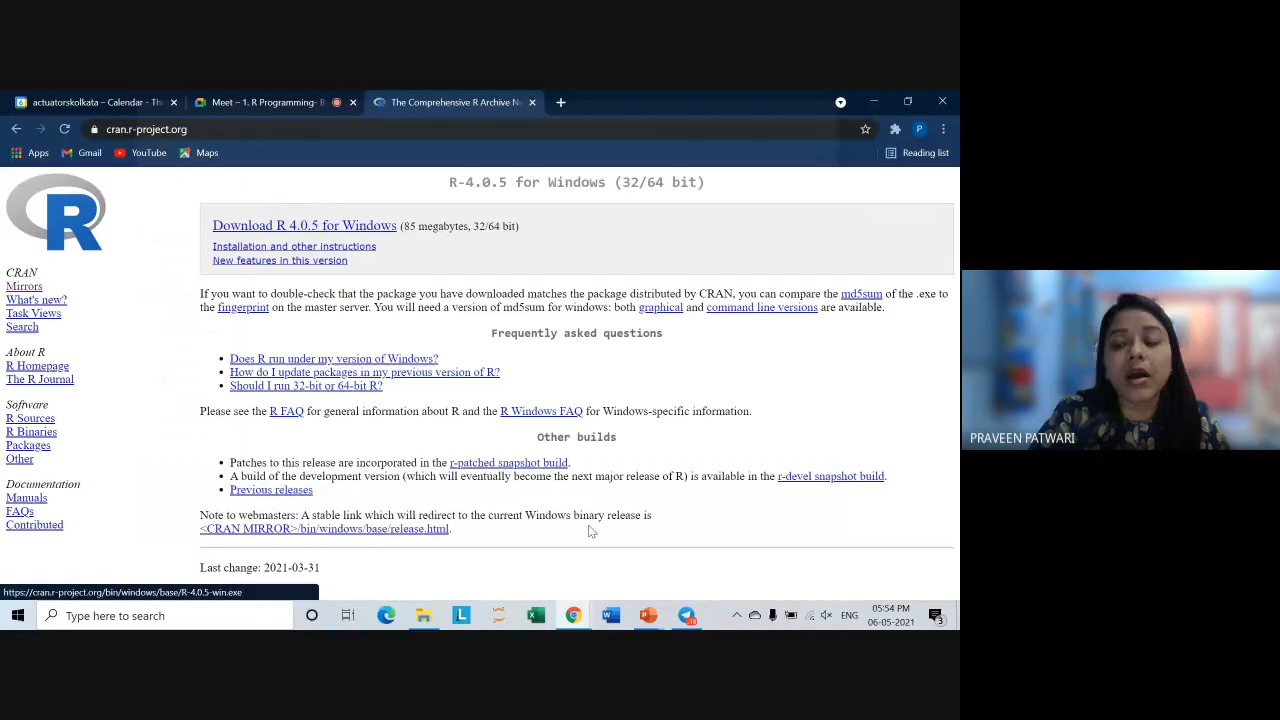 actuatorskolkata – Calendar - Th
Meet – 1. R Programming- B
The Comprehensive R Archive Ne
cran.r-project.org
P
Apps
Gmail
YouTube
Maps
Reading list
R
R-4.0.5 for Windows (32/64 bit)
Download R 4.0.5 for Windows (85 megabytes, 32/64 bit)
Installation and other instructions
New features in this version
CRAN
Mirrors
What's new?
Task Views
Search
About R
R Homepage
The R Journal
Software
R Sources
R Binaries
Packages
Other
Documentation
Manuals
FAQs
Contributed
If you want to double-check that the package you have downloaded matches the package distributed by CRAN, you can compare the md5sum of the .exe to
the fingerprint on the master server. You will need a version of md5sum for windows: both graphical and command line versions are available.
Frequently asked questions
Does R run under my version of Windows?
How do I update packages in my previous version of R?
Should I run 32-bit or 64-bit R?
Please see the R FAQ for general information about R and the R Windows FAQ for Windows-specific information.
Other builds
Patches to this release are incorporated in the r-patched snapshot build.
A build of the development version (which will eventually become the next major release of R) is available in the r-devel snapshot build.
Previous releases
Note to webmasters: A stable link which will redirect to the current Windows binary release is
<CRAN MIRROR>/bin/windows/base/release.html.
Last change: 2021-03-31
https://cran.r-project.org/bin/windows/base/R-4.0.5-win.exe
Type here to search
L
ENG
05:54 PM
06-05-2021
3
PRAVEEN PATWARI